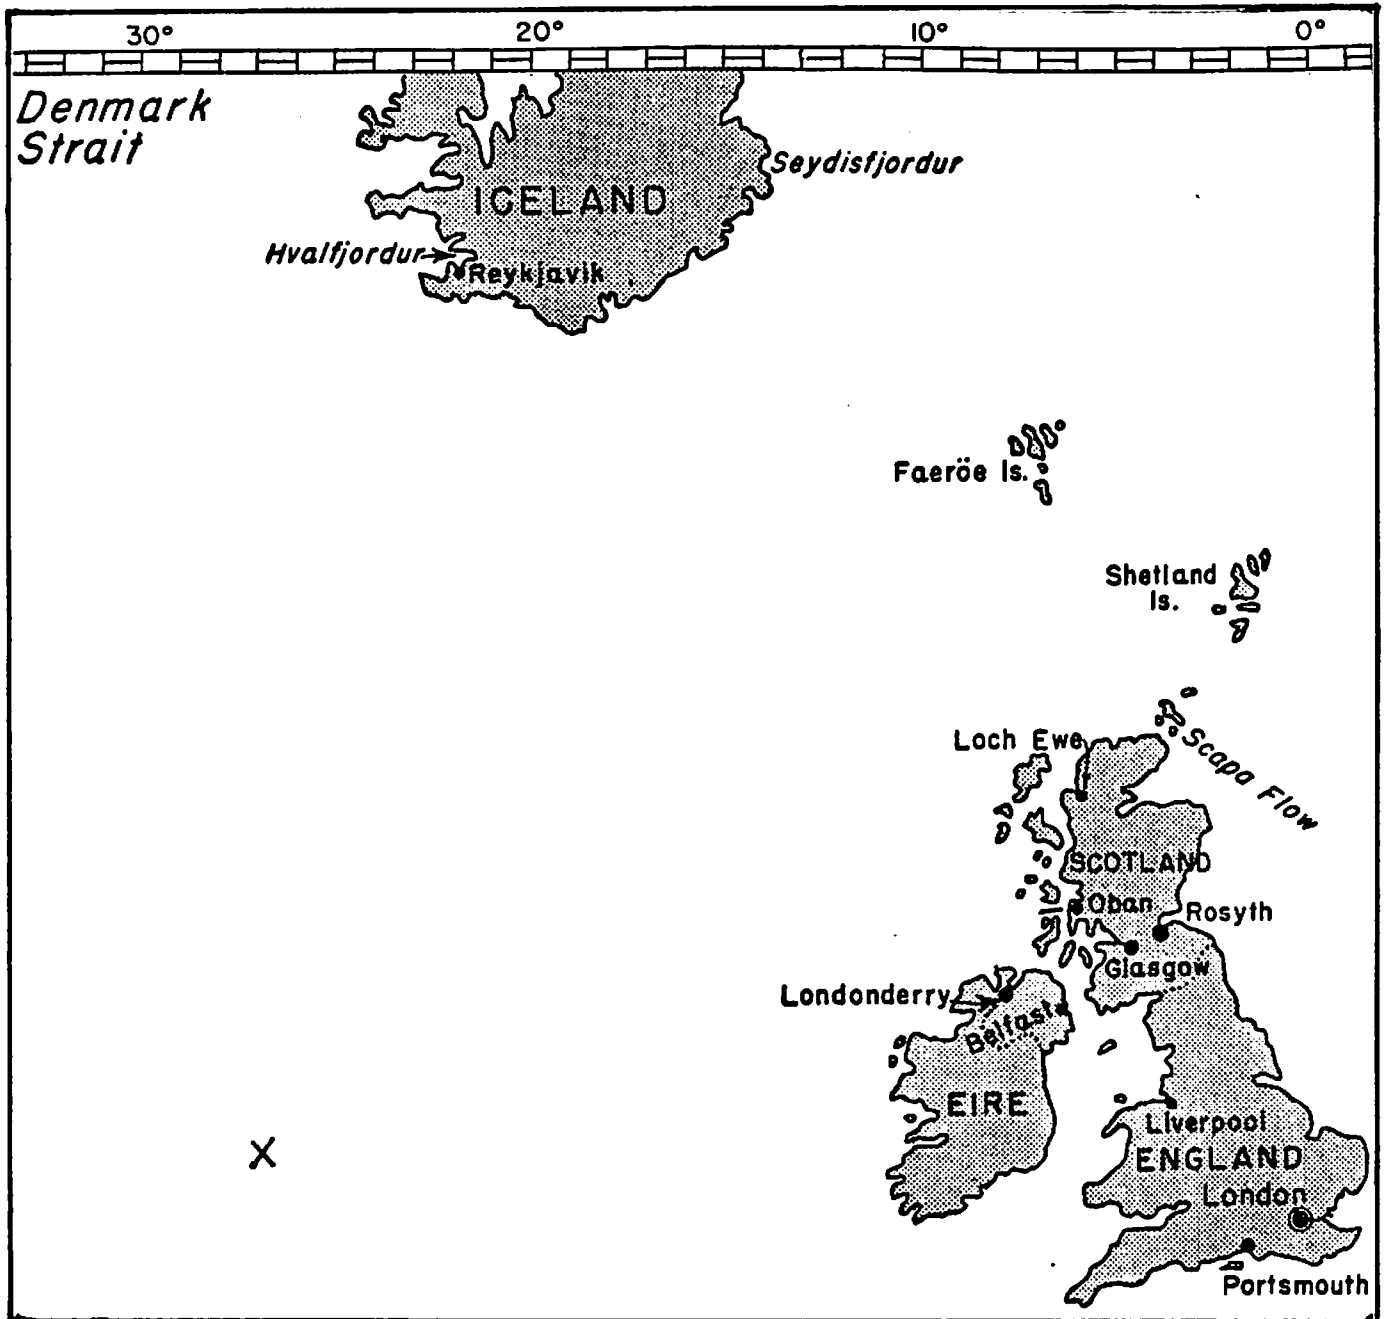 30° 20° 10° 0°
Denmark
Strait
Seydisfjordur
ICELAND
Hvalfjordur
Reykjavik
Faeröe Is.
Shetland
Is.
Loch Ewe
Scapa Flow
SCOTLAND
Oban
Rosyth
Glasgow
Londonderry
Belfast
EIRE
Liverpool
X
ENGLAND
London
Portsmouth